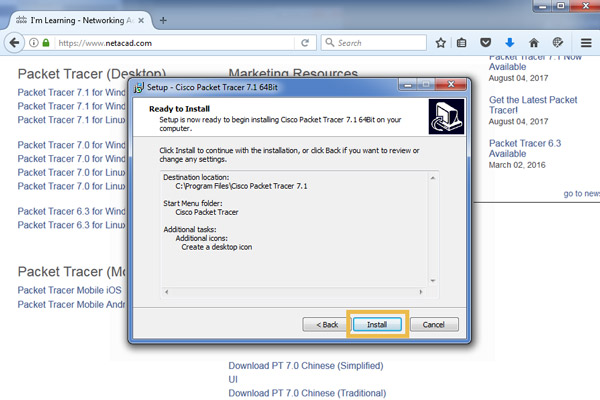 I'm Learning - Networking Ac
https://www.netacad.com
Search
Packet Tracer (Desktop)
Packet Tracer 7.1 for Wind
Packet Tracer 7.1 for Wind
Packet Tracer 7.1 for Linux
Packet Tracer 7.0 for Wind
Packet Tracer 7.0 for Wind
Packet Tracer 7.0 for Linux
Packet Tracer 7.0 for Linux
Packet Tracer 6.3 for Wind
Packet Tracer 6.3 for Linux
Packet Tracer (Mo
Packet Tracer Mobile iOS
Packet Tracer Mobile Andr
Marketing Resources
Setup - Cisco Packet Tracer 7.1 64Bit
Ready to Install
Setup is now ready to begin installing Cisco Packet Tracer 7.1 64Bit on your
computer.
Click Install to continue with the installation, or click Back if you want to review or
change any settings.
Destination location:
C:\Program Files\Cisco Packet Tracer 7.1
Start Menu folder:
Cisco Packet Tracer
Additional tasks:
Additional icons:
Create a desktop icon
< Back
Install
Cancel
Download PT 7.0 Chinese (Simplified)
UI
Download PT 7.0 Chinese (Traditional)
Packet Tracer 7.1 Now
Available
August 04, 2017
Get the Latest Packet
Tracer!
August 04, 2017
Packet Tracer 6.3
Available
March 02, 2016
go to news